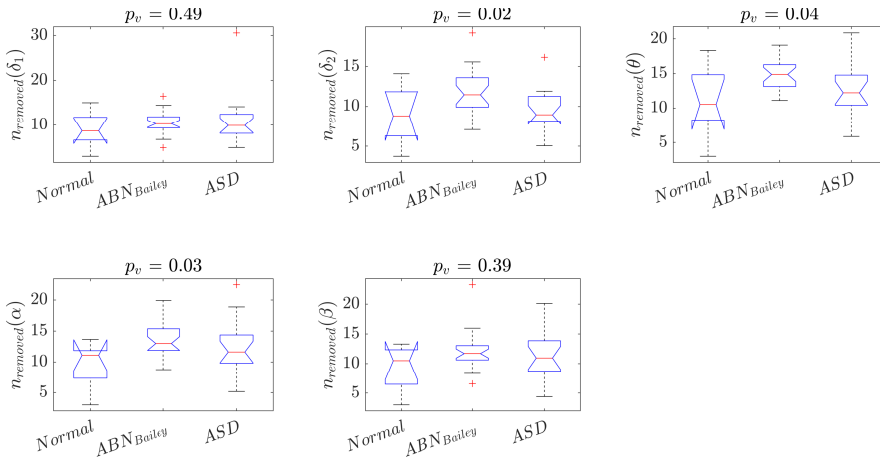 p_v = 0.49
n_removed(δ_1)
30
20
10
Normal
ABN_Bailey
ASD
p_v = 0.02
n_removed(δ_2)
15
10
5
Normal
ABN_Bailey
ASD
p_v = 0.04
n_removed(θ)
20
15
10
5
Normal
ABN_Bailey
ASD
p_v = 0.03
n_removed(α)
20
15
10
5
Normal
ABN_Bailey
ASD
p_v = 0.39
n_removed(β)
20
15
10
5
Normal
ABN_Bailey
ASD